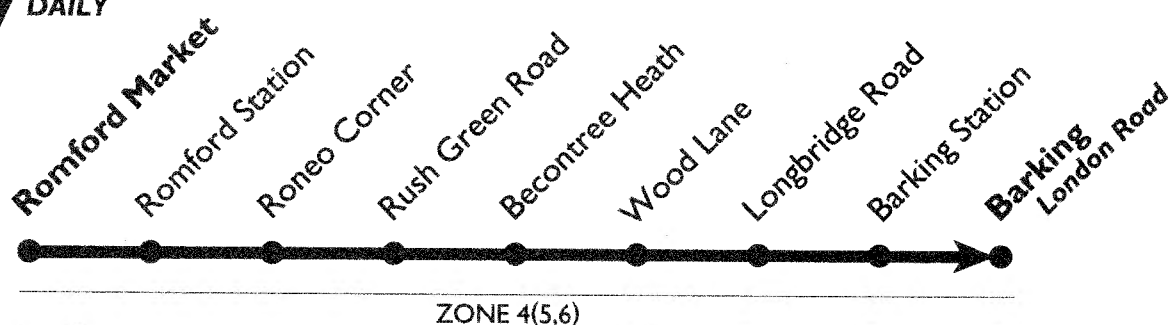 DAILY
Romford Market
Romford Station
Roneo Corner
Rush Green Road
Becontree Heath
Wood Lane
Longbridge Road
Barking Station
Barking
London Road
ZONE 4(5,6)